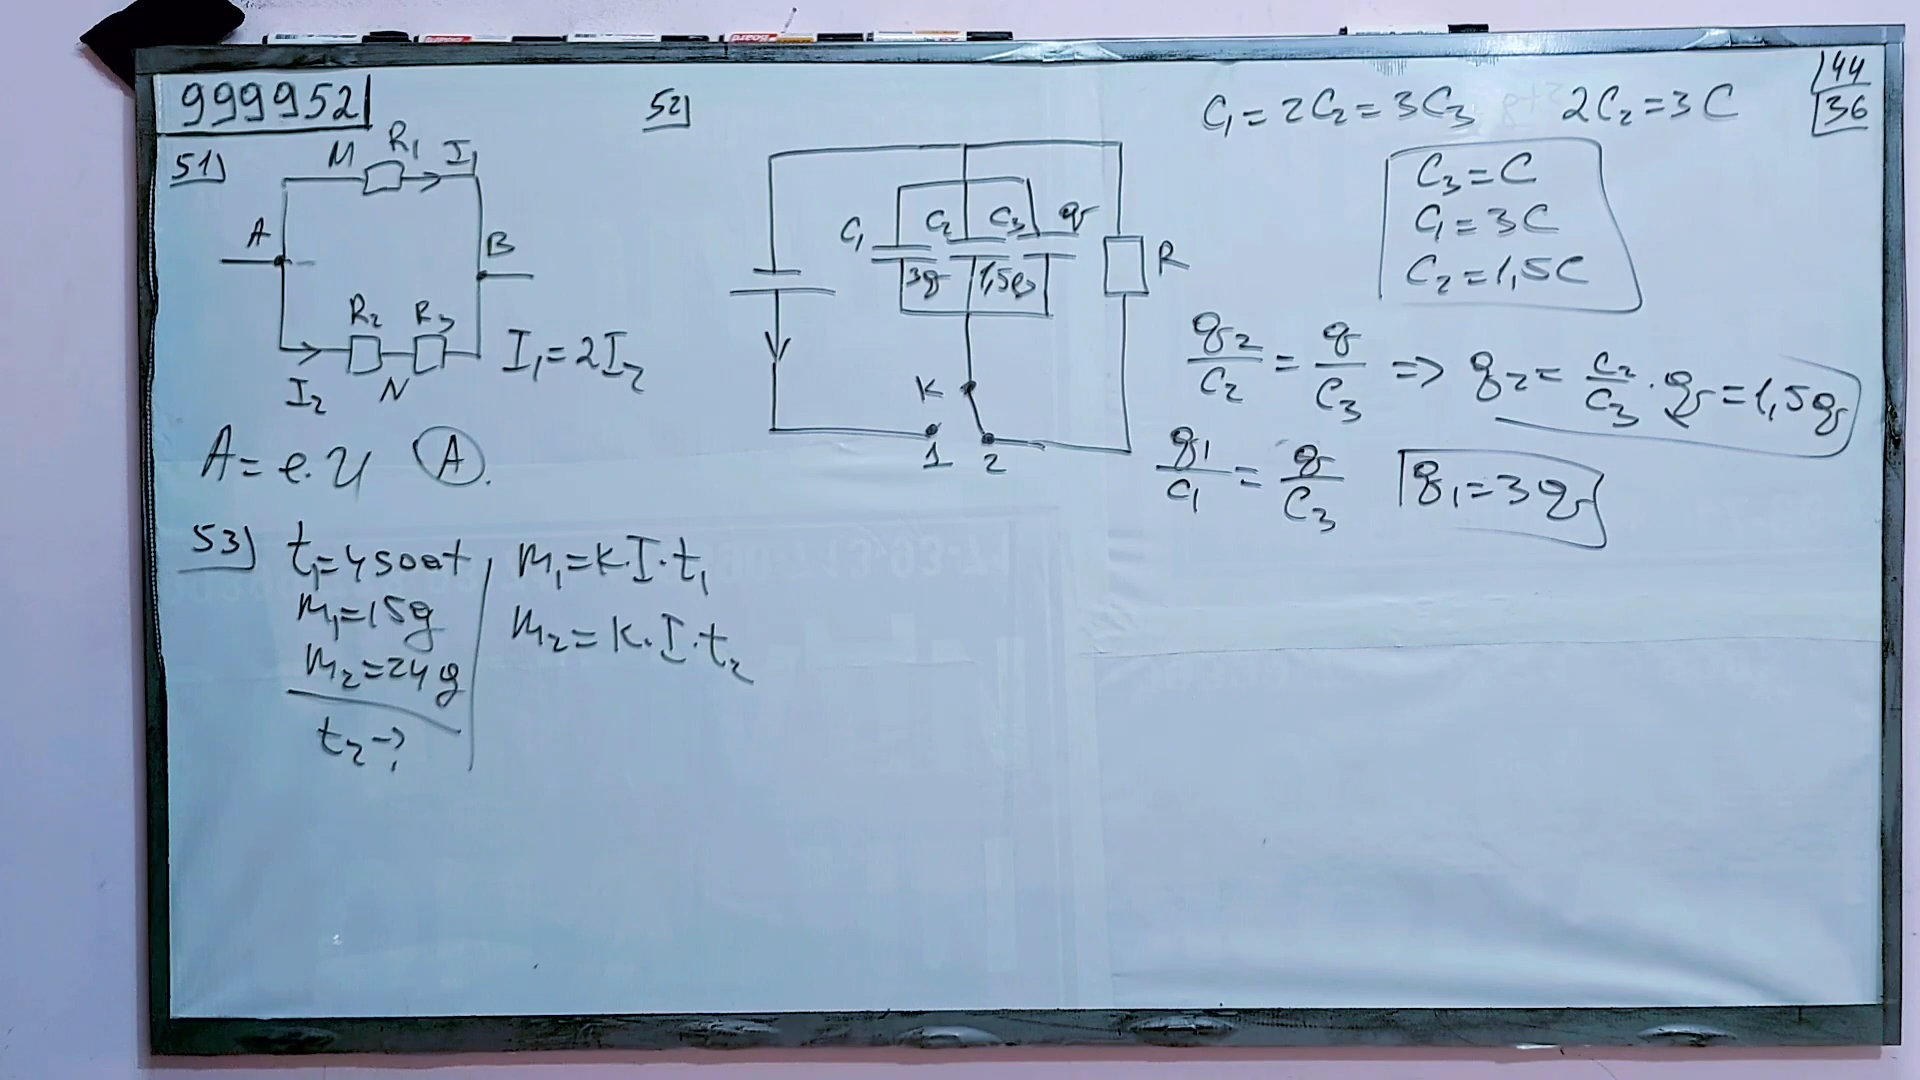 999952
44
36
51)
M R₁ I₁
A
B
R₂ R₃
I₂ N
I₁=2I₂
A=e.U (A).
52)
C₁ C₂ C₃ q
3q 1,5q
R
K
1 2
C₁=2C₂=3C₃ 2C₂=3C
C₃=C
C₁=3C
C₂=1,5C
q₂/C₂ = q/C₃ => q₂= C₂/C₃ · q = 1,5q
q₁/C₁ = q/C₃ q₁=3q
53)
t₁=4 saat m₁=K·I·t₁
m₁=15g m₂=K·I·t₂
m₂=24g
t₂-?